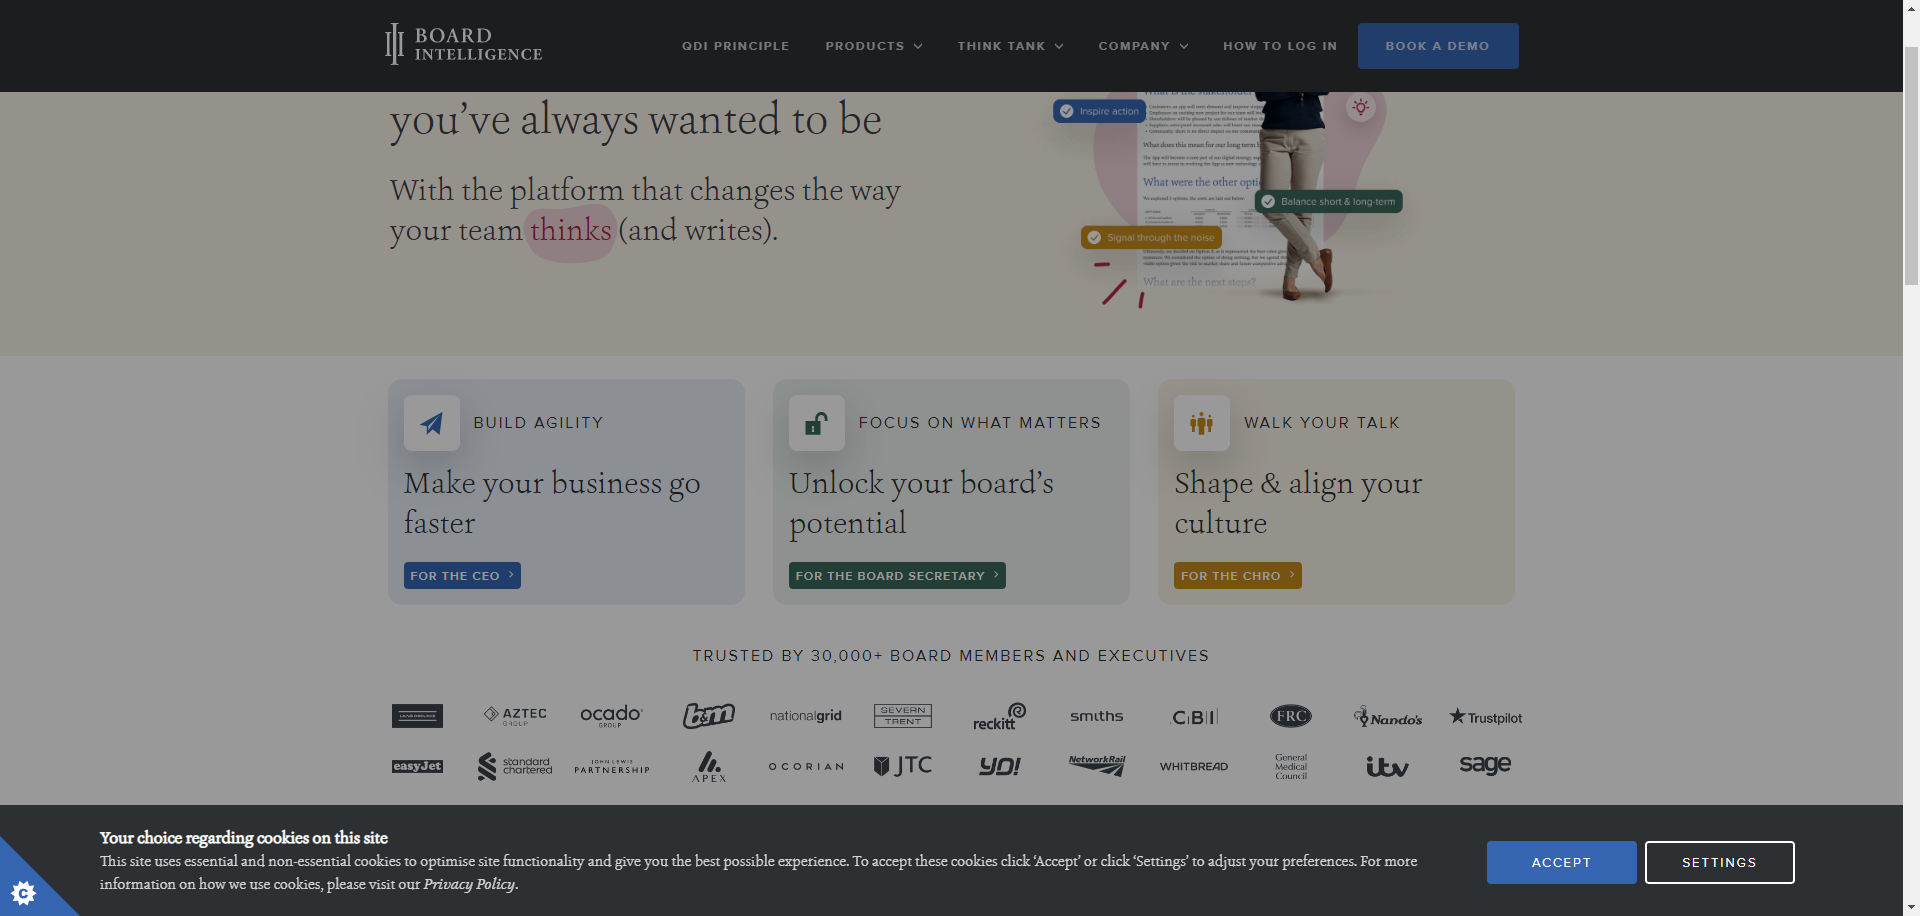 BOARD
INTELLIGENCE
QDI PRINCIPLE
PRODUCTS
THINK TANK
COMPANY
HOW TO LOG IN
BOOK A DEMO
you've always wanted to be
With the platform that changes the way
your team thinks (and writes).
Inspire action
What does this mean for our long term
What were the other opti
Balance short & long-term
Signal through the noise
What are the next steps?
BUILD AGILITY
Make your business go
faster
FOR THE CEO
FOCUS ON WHAT MATTERS
Unlock your board's
potential
FOR THE BOARD SECRETARY
WALK YOUR TALK
Shape & align your
culture
FOR THE CHRO
TRUSTED BY 30,000+ BOARD MEMBERS AND EXECUTIVES
AZTEC
GROUP
ocado
GROUP
b&m
nationalgrid
SEVERN
TRENT
reckitt
smiths
CBI
FRC
Nando's
Trustpilot
easyJet
standard
chartered
JOHN LEWIS
PARTNERSHIP
APEX
OCORIAN
JTC
YO!
NetworkRail
WHITBREAD
General
Medical
Council
itv
sage
Your choice regarding cookies on this site
This site uses essential and non-essential cookies to optimise site functionality and give you the best possible experience. To accept these cookies click ‘Accept’ or click ‘Settings’ to adjust your preferences. For more
information on how we use cookies, please visit our Privacy Policy.
ACCEPT
SETTINGS
C